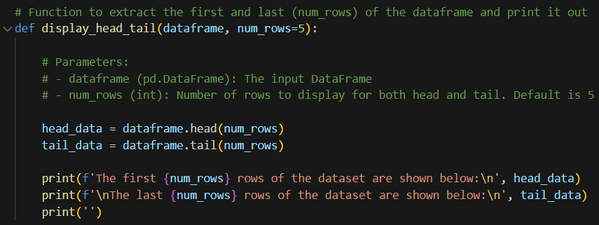 # Function to extract the first and last (num_rows) of the dataframe and print it out
def display_head_tail(dataframe, num_rows=5):
# Parameters:
# - dataframe (pd.DataFrame): The input DataFrame
# - num_rows (int): Number of rows to display for both head and tail. Default is 5
head_data = dataframe.head(num_rows)
tail_data = dataframe.tail(num_rows)
print(f'The first {num_rows} rows of the dataset are shown below:\n', head_data)
print(f'\nThe last {num_rows} rows of the dataset are shown below:\n', tail_data)
print('')